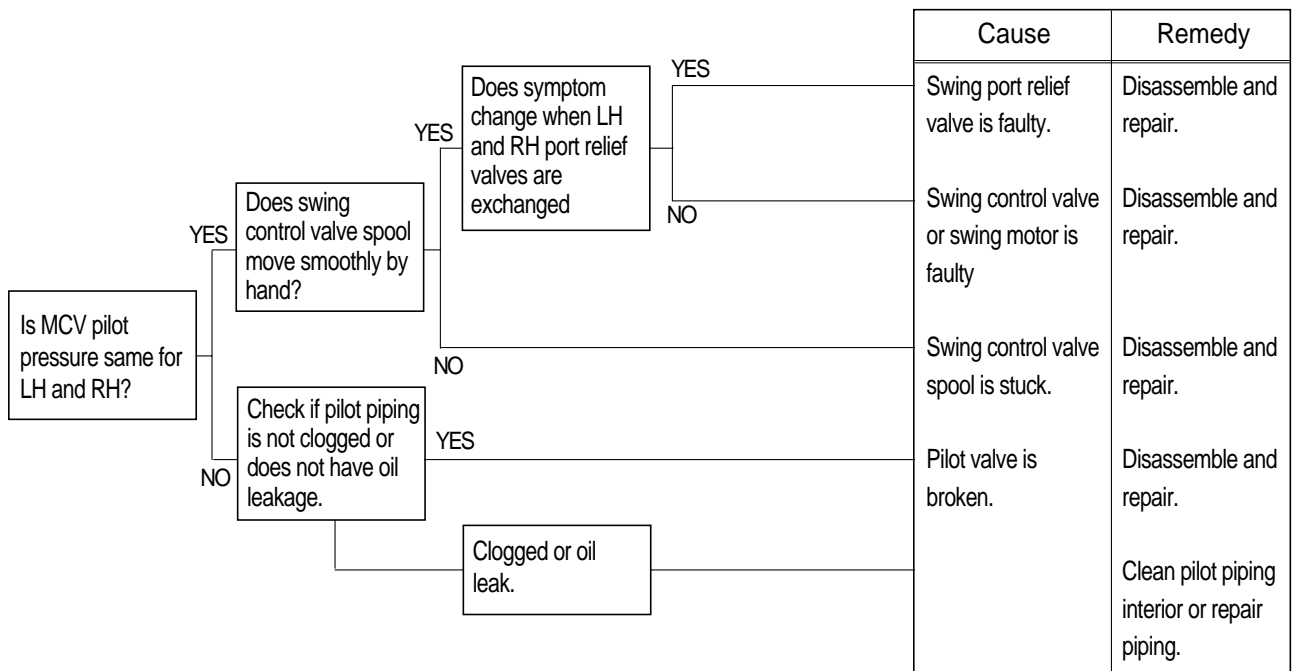 Cause
Remedy
YES
Does symptom
change when LH
and RH port relief
valves are
exchanged
Swing port relief
valve is faulty.
Disassemble and
repair.
YES
NO
Swing control valve
or swing motor is
faulty
Disassemble and
repair.
YES
Does swing
control valve spool
move smoothly by
hand?
Is MCV pilot
pressure same for
LH and RH?
NO
Swing control valve
spool is stuck.
Disassemble and
repair.
NO
Check if pilot piping
is not clogged or
does not have oil
leakage.
YES
Pilot valve is
broken.
Disassemble and
repair.
Clogged or oil
leak.
Clean pilot piping
interior or repair
piping.